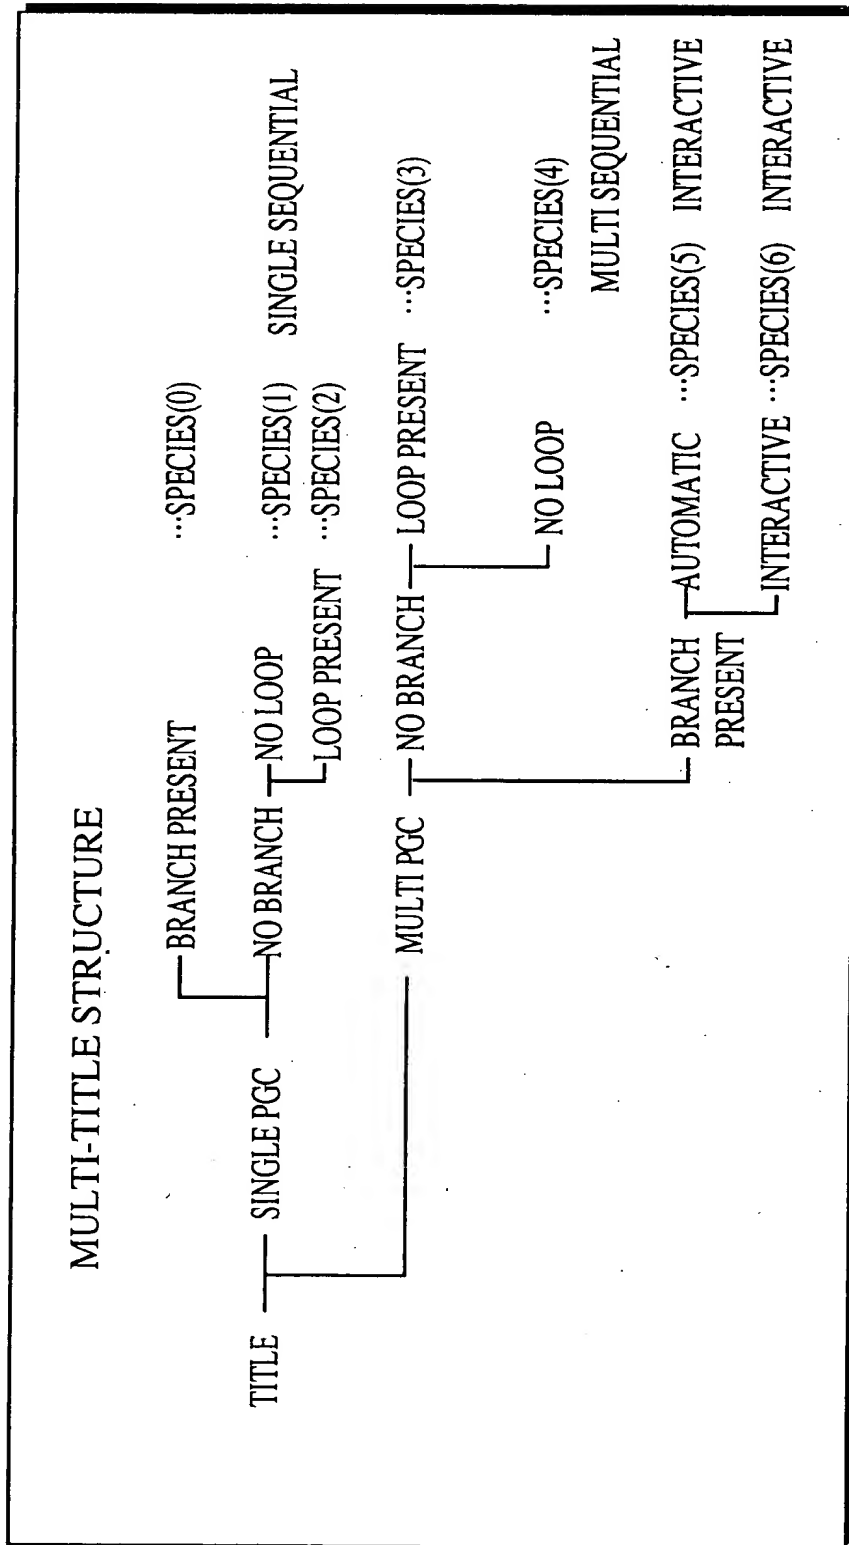 MULTI-TITLE STRUCTURE
BRANCH PRESENT ...SPECIES(0)
TITLE SINGLE PGC NO BRANCH NO LOOP ...SPECIES(1) SINGLE SEQUENTIAL
LOOP PRESENT ...SPECIES(2)
MULTI PGC NO BRANCH LOOP PRESENT ...SPECIES(3)
NO LOOP ...SPECIES(4)
MULTI SEQUENTIAL
BRANCH AUTOMATIC ...SPECIES(5) INTERACTIVE
PRESENT
INTERACTIVE ...SPECIES(6) INTERACTIVE